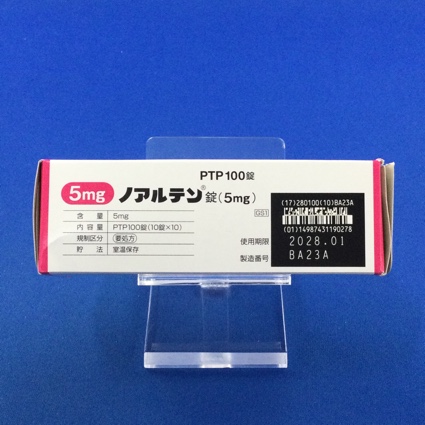 PTP100錠
5mg ノアルテン®錠(5mg)
GS1
含量 5mg
内容量 PTP100錠(10錠×10)
規制区分 要処方
貯法 室温保存
(17)280100(10)BA23A
(01)14987431190278
使用期限 2028.01
製造番号 BA23A